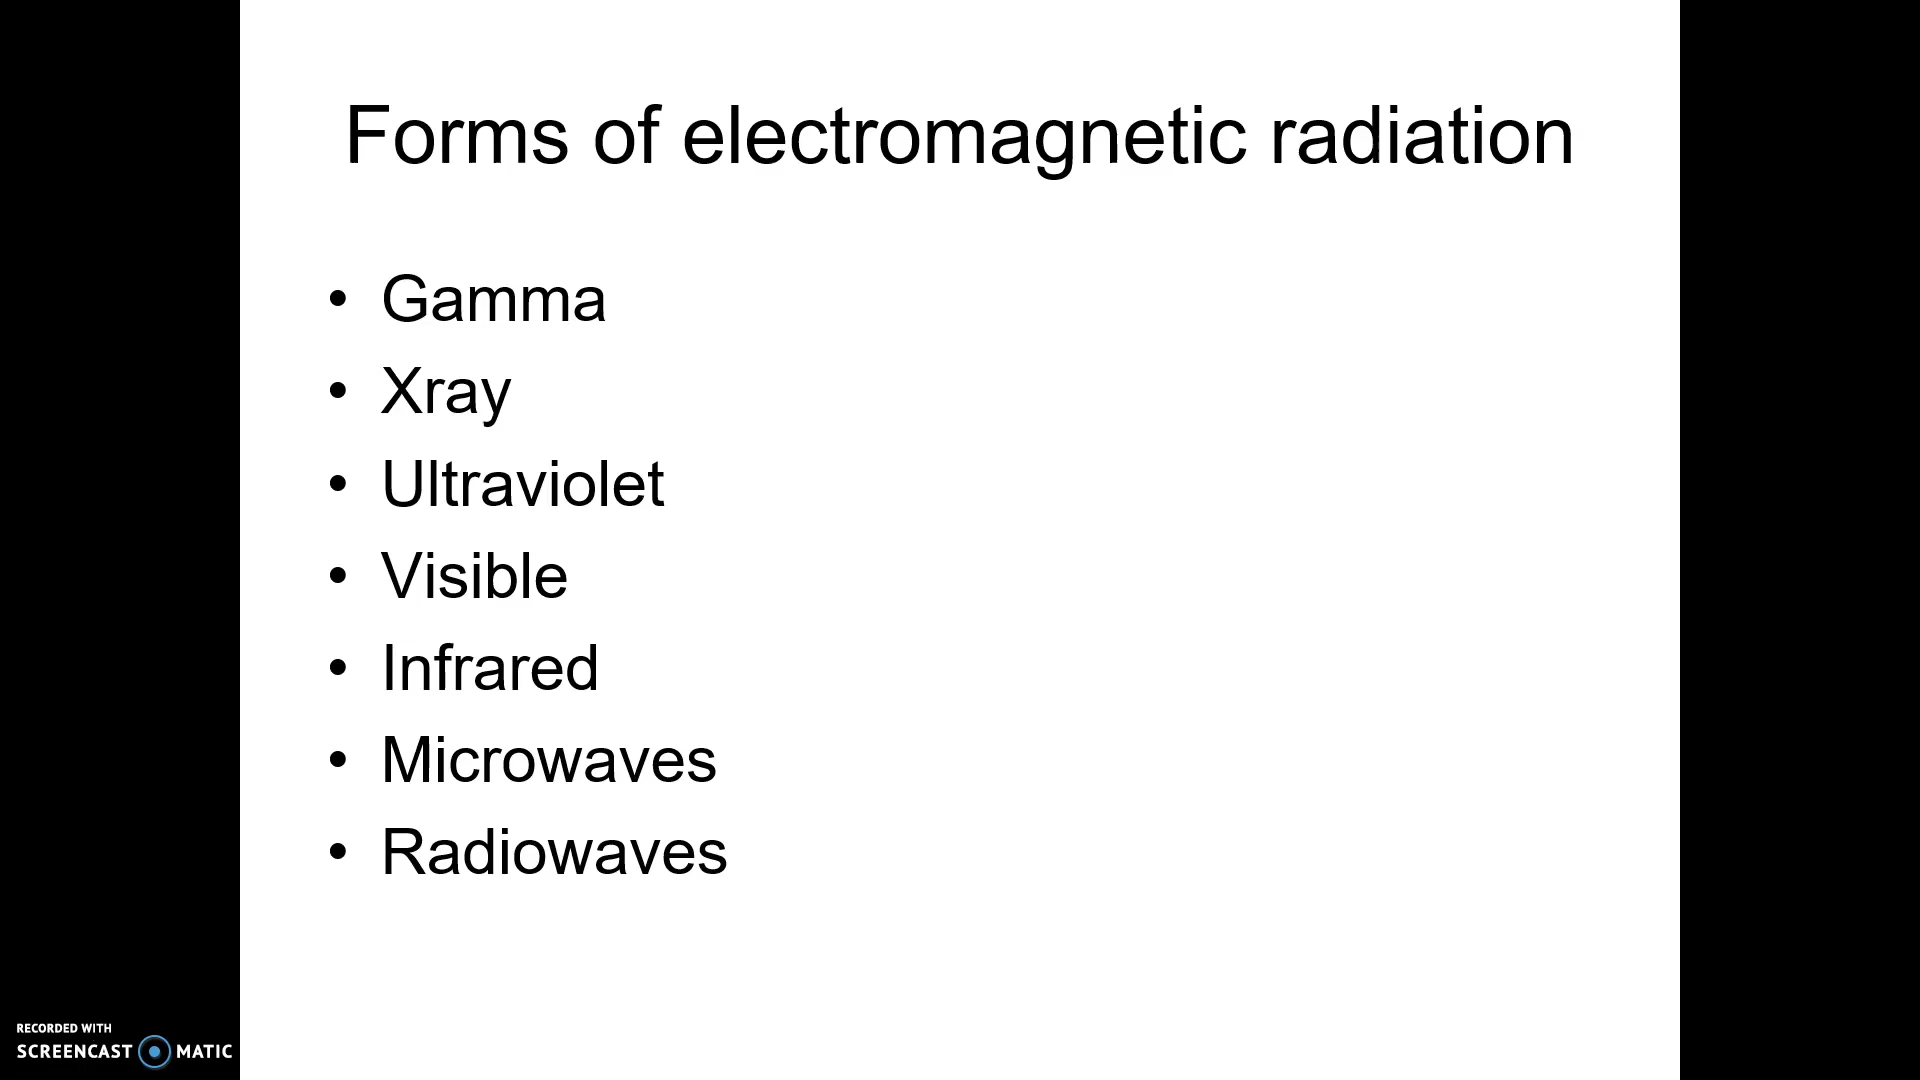 Forms of electromagnetic radiation
• Gamma
• Xray
• Ultraviolet
• Visible
• Infrared
• Microwaves
• Radiowaves
RECORDED WITH
SCREENCAST MATIC